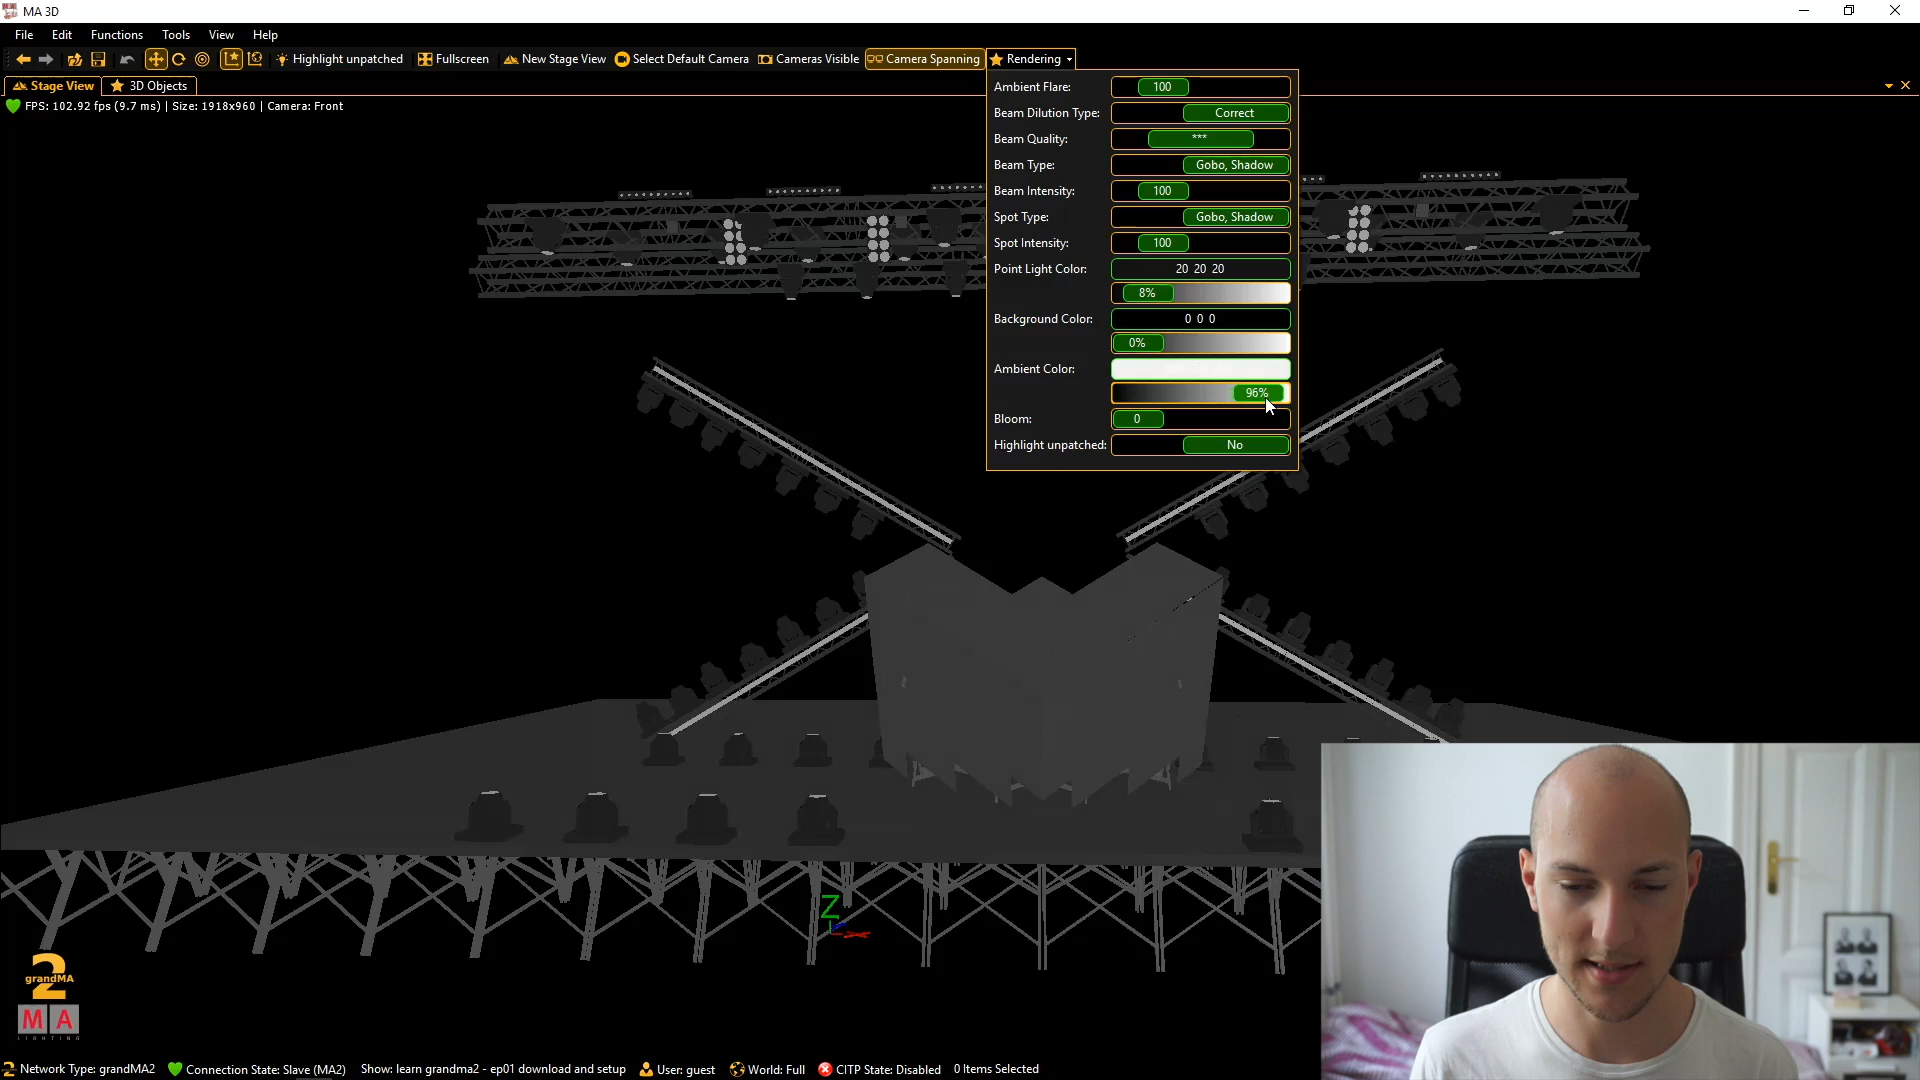 MA 3D
File Edit Functions Tools View Help
Highlight unpatched Fullscreen New Stage View Select Default Camera Cameras Visible Camera Spanning Rendering
Stage View 3D Objects
FPS: 102.92 fps (9.7 ms) | Size: 1918x960 | Camera: Front
Ambient Flare: 100
Beam Dilution Type: Correct
Beam Quality: ***
Beam Type: Gobo, Shadow
Beam Intensity: 100
Spot Type: Gobo, Shadow
Spot Intensity: 100
Point Light Color: 20 20 20
8%
Background Color: 0 0 0
0%
Ambient Color:
96%
Bloom: 0
Highlight unpatched: No
Z
2
grandMA
MA
LIGHTING
Network Type: grandMA2 Connection State: Slave (MA2) Show: learn grandma2 - ep01 download and setup User: guest World: Full CITP State: Disabled 0 Items Selected